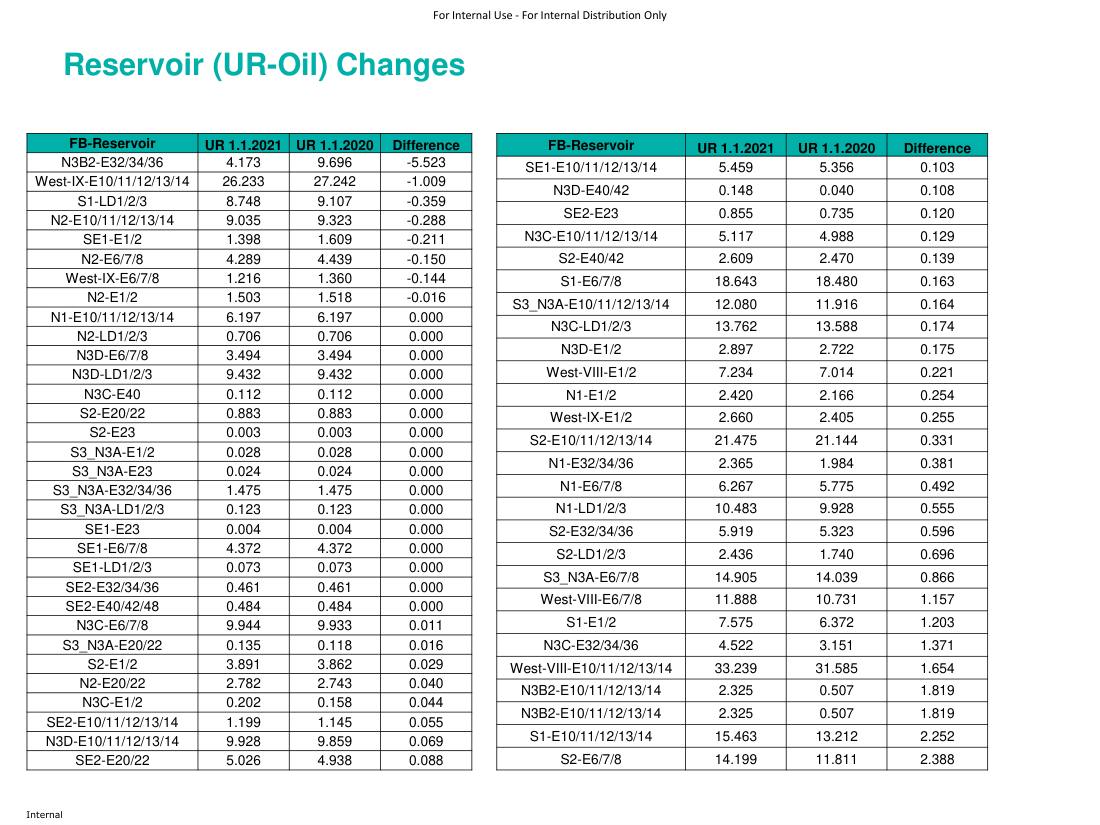 For Internal Use - For Internal Distribution Only
Reservoir (UR-Oil) Changes
FB-Reservoir UR 1.1.2021 UR 1.1.2020 Difference
N3B2-E32/34/36 4.173 9.696 -5.523
West-IX-E10/11/12/13/14 26.233 27.242 -1.009
S1-LD1/2/3 8.748 9.107 -0.359
N2-E10/11/12/13/14 9.035 9.323 -0.288
SE1-E1/2 1.398 1.609 -0.211
N2-E6/7/8 4.289 4.439 -0.150
West-IX-E6/7/8 1.216 1.360 -0.144
N2-E1/2 1.503 1.518 -0.016
N1-E10/11/12/13/14 6.197 6.197 0.000
N2-LD1/2/3 0.706 0.706 0.000
N3D-E6/7/8 3.494 3.494 0.000
N3D-LD1/2/3 9.432 9.432 0.000
N3C-E40 0.112 0.112 0.000
S2-E20/22 0.883 0.883 0.000
S2-E23 0.003 0.003 0.000
S3_N3A-E1/2 0.028 0.028 0.000
S3_N3A-E23 0.024 0.024 0.000
S3_N3A-E32/34/36 1.475 1.475 0.000
S3_N3A-LD1/2/3 0.123 0.123 0.000
SE1-E23 0.004 0.004 0.000
SE1-E6/7/8 4.372 4.372 0.000
SE1-LD1/2/3 0.073 0.073 0.000
SE2-E32/34/36 0.461 0.461 0.000
SE2-E40/42/48 0.484 0.484 0.000
N3C-E6/7/8 9.944 9.933 0.011
S3_N3A-E20/22 0.135 0.118 0.016
S2-E1/2 3.891 3.862 0.029
N2-E20/22 2.782 2.743 0.040
N3C-E1/2 0.202 0.158 0.044
SE2-E10/11/12/13/14 1.199 1.145 0.055
N3D-E10/11/12/13/14 9.928 9.859 0.069
SE2-E20/22 5.026 4.938 0.088
FB-Reservoir UR 1.1.2021 UR 1.1.2020 Difference
SE1-E10/11/12/13/14 5.459 5.356 0.103
N3D-E40/42 0.148 0.040 0.108
SE2-E23 0.855 0.735 0.120
N3C-E10/11/12/13/14 5.117 4.988 0.129
S2-E40/42 2.609 2.470 0.139
S1-E6/7/8 18.643 18.480 0.163
S3_N3A-E10/11/12/13/14 12.080 11.916 0.164
N3C-LD1/2/3 13.762 13.588 0.174
N3D-E1/2 2.897 2.722 0.175
West-VIII-E1/2 7.234 7.014 0.221
N1-E1/2 2.420 2.166 0.254
West-IX-E1/2 2.660 2.405 0.255
S2-E10/11/12/13/14 21.475 21.144 0.331
N1-E32/34/36 2.365 1.984 0.381
N1-E6/7/8 6.267 5.775 0.492
N1-LD1/2/3 10.483 9.928 0.555
S2-E32/34/36 5.919 5.323 0.596
S2-LD1/2/3 2.436 1.740 0.696
S3_N3A-E6/7/8 14.905 14.039 0.866
West-VIII-E6/7/8 11.888 10.731 1.157
S1-E1/2 7.575 6.372 1.203
N3C-E32/34/36 4.522 3.151 1.371
West-VIII-E10/11/12/13/14 33.239 31.585 1.654
N3B2-E10/11/12/13/14 2.325 0.507 1.819
N3B2-E10/11/12/13/14 2.325 0.507 1.819
S1-E10/11/12/13/14 15.463 13.212 2.252
S2-E6/7/8 14.199 11.811 2.388
Internal